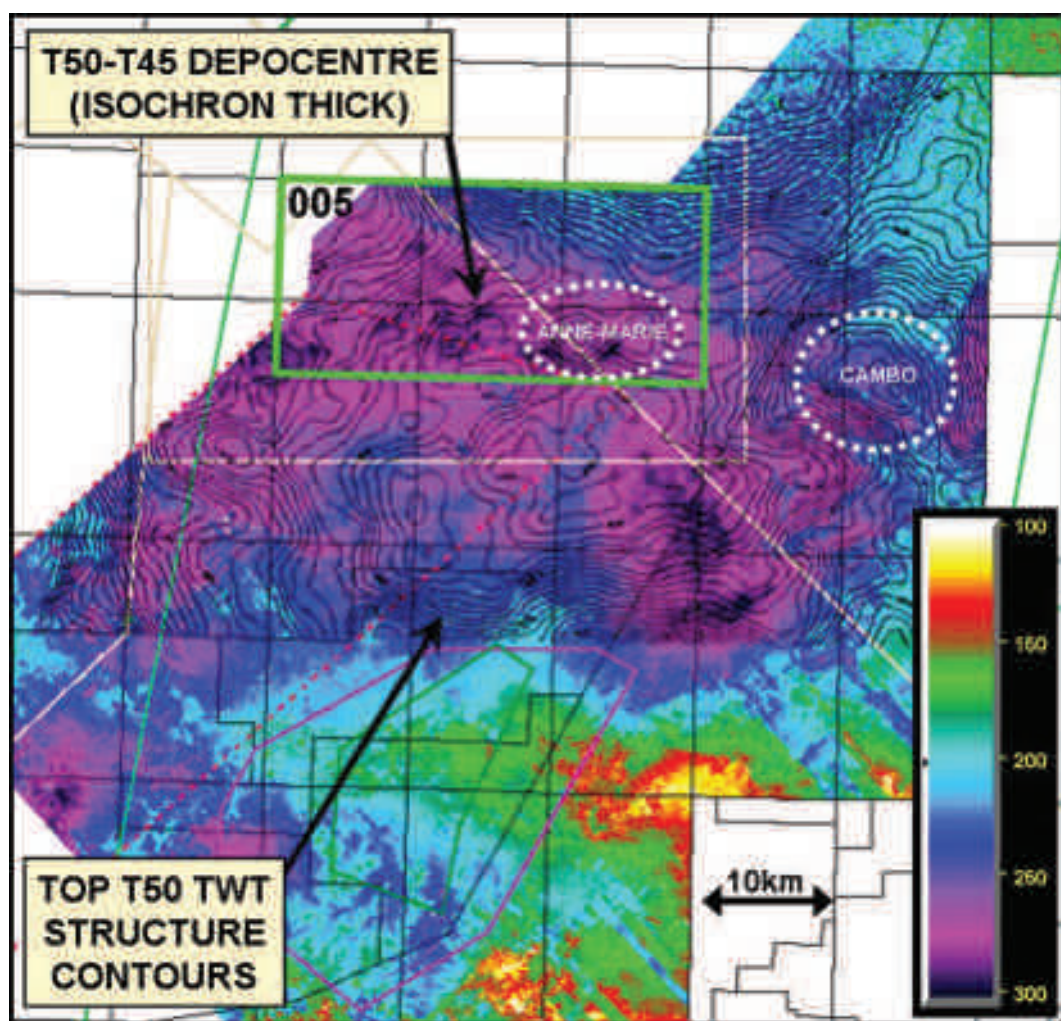 T50-T45 DEPOCENTRE
(ISOCHRON THICK)
005
ANNE-MARIE
CAMBO
100
150
200
260
300
10km
TOP T50 TWT
STRUCTURE
CONTOURS